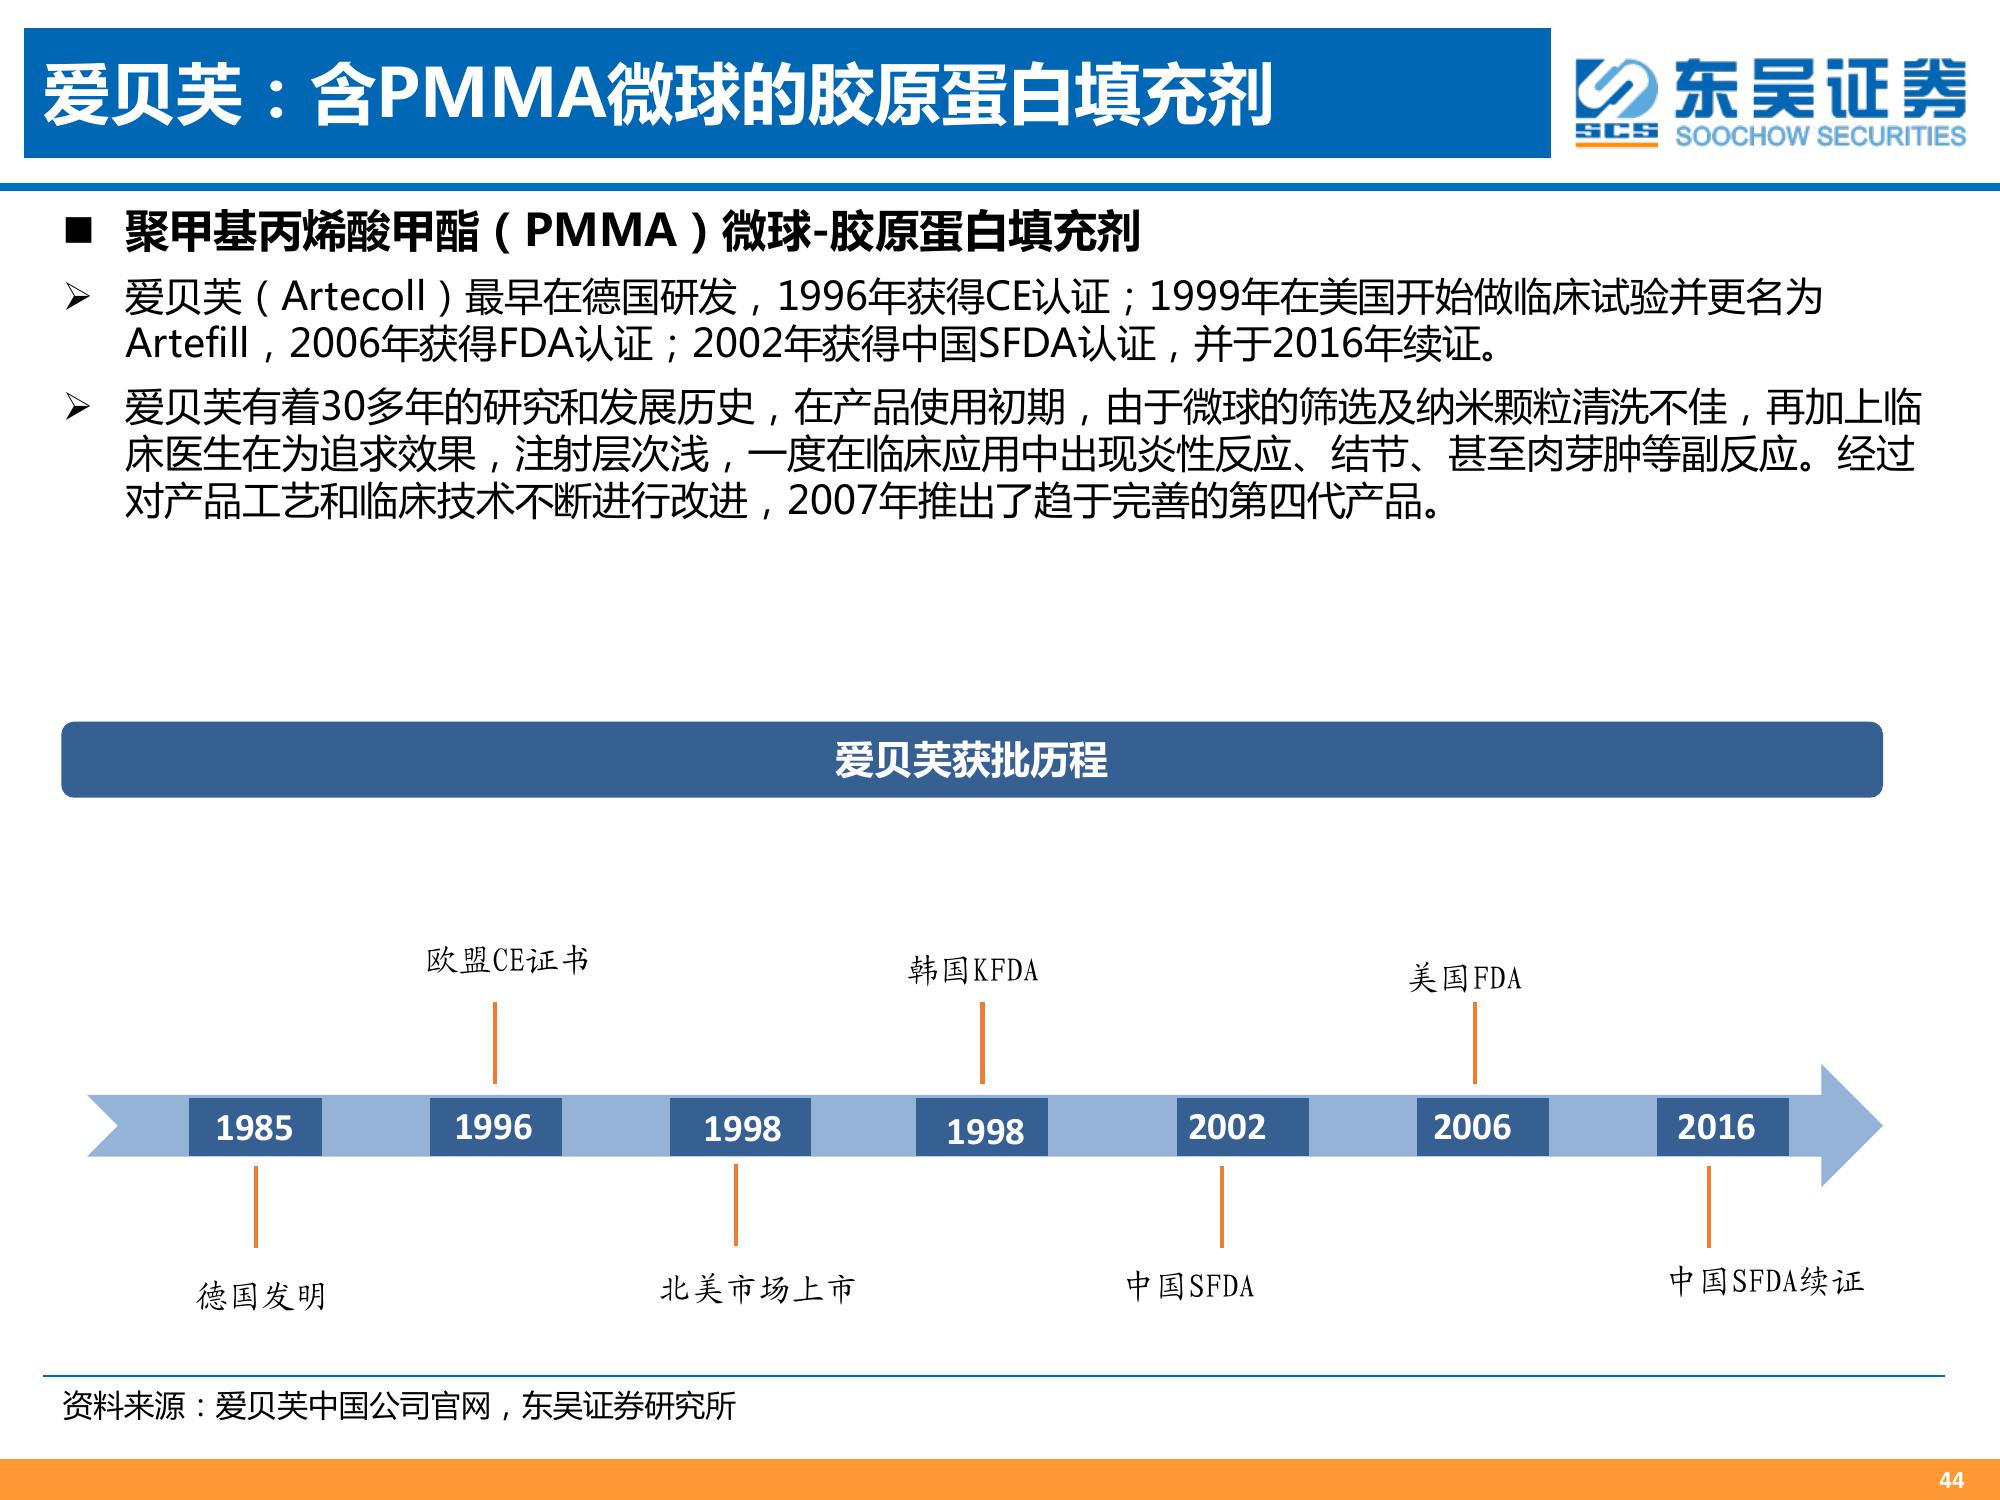 爱贝芙：含PMMA微球的胶原蛋白填充剂
东吴证券
SCS
SOOCHOW SECURITIES
■ 聚甲基丙烯酸甲酯（PMMA）微球-胶原蛋白填充剂
➢ 爱贝芙（Artecoll）最早在德国研发，1996年获得CE认证；1999年在美国开始做临床试验并更名为
Artefill，2006年获得FDA认证；2002年获得中国SFDA认证，并于2016年续证。
➢ 爱贝芙有着30多年的研究和发展历史，在产品使用初期，由于微球的筛选及纳米颗粒清洗不佳，再加上临
床医生在为追求效果，注射层次浅，一度在临床应用中出现炎性反应、结节、甚至肉芽肿等副反应。经过
对产品工艺和临床技术不断进行改进，2007年推出了趋于完善的第四代产品。
爱贝芙获批历程
欧盟CE证书
韩国KFDA
美国FDA
1985
1996
1998
1998
2002
2006
2016
德国发明
北美市场上市
中国SFDA
中国SFDA续证
资料来源：爱贝芙中国公司官网，东吴证券研究所
44